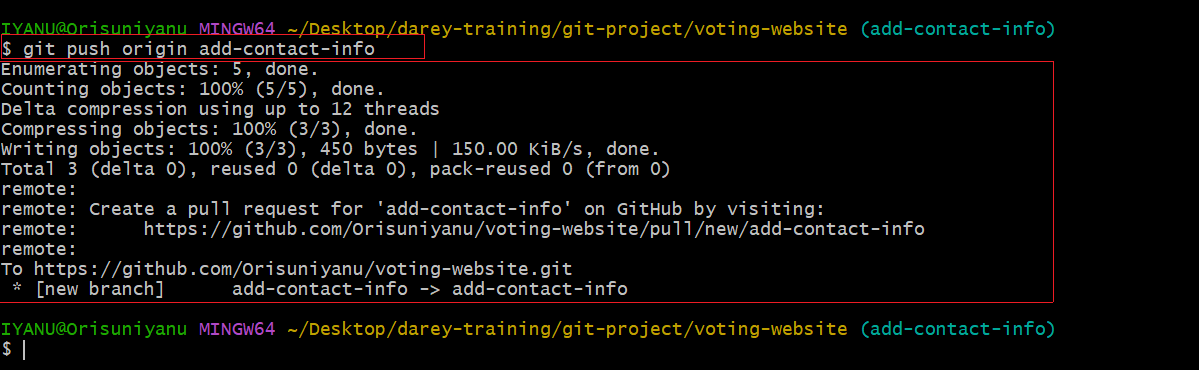 IYANU@Orisuniyanu MINGW64 ~/Desktop/darey-training/git-project/voting-website (add-contact-info)
$ git push origin add-contact-info
Enumerating objects: 5, done.
Counting objects: 100% (5/5), done.
Delta compression using up to 12 threads
Compressing objects: 100% (3/3), done.
Writing objects: 100% (3/3), 450 bytes | 150.00 KiB/s, done.
Total 3 (delta 0), reused 0 (delta 0), pack-reused 0 (from 0)
remote:
remote: Create a pull request for 'add-contact-info' on GitHub by visiting:
remote:      https://github.com/Orisuniyanu/voting-website/pull/new/add-contact-info
remote:
To https://github.com/Orisuniyanu/voting-website.git
 * [new branch]      add-contact-info -> add-contact-info
IYANU@Orisuniyanu MINGW64 ~/Desktop/darey-training/git-project/voting-website (add-contact-info)
$